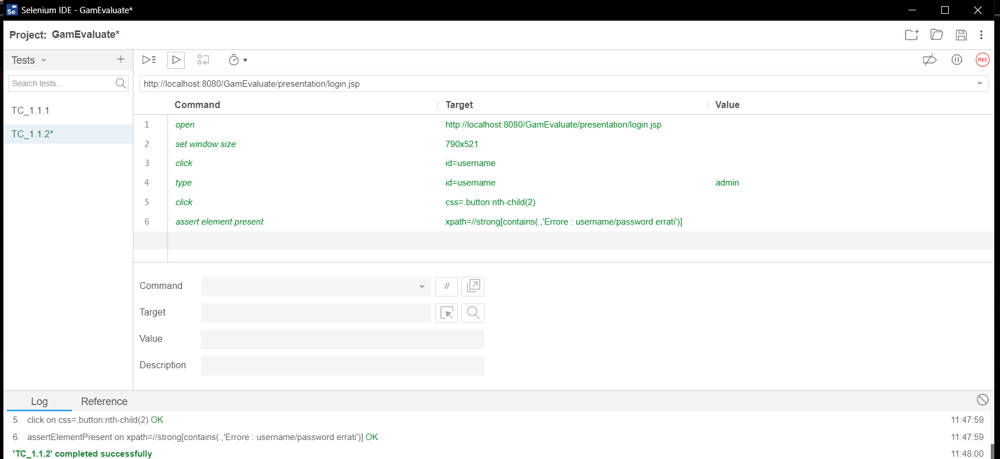 Se Selenium IDE - GamEvaluate*
Project: GamEvaluate*
Tests
Search tests...
TC_1.1.1
TC_1.1.2*
REC
http://localhost:8080/GamEvaluate/presentation/login.jsp
Command Target Value
1 open http://localhost:8080/GamEvaluate/presentation/login.jsp
2 set window size 790x521
3 click id=username
4 type id=username admin
5 click css=.button:nth-child(2)
6 assert element present xpath=//strong[contains(.,'Errore : username/password errati')]
Command //
Target
Value
Description
Log Reference
5. click on css=.button:nth-child(2) OK 11:47:59
6. assertElementPresent on xpath=//strong[contains(.,'Errore : username/password errati')] OK 11:47:59
'TC_1.1.2' completed successfully 11:48:00